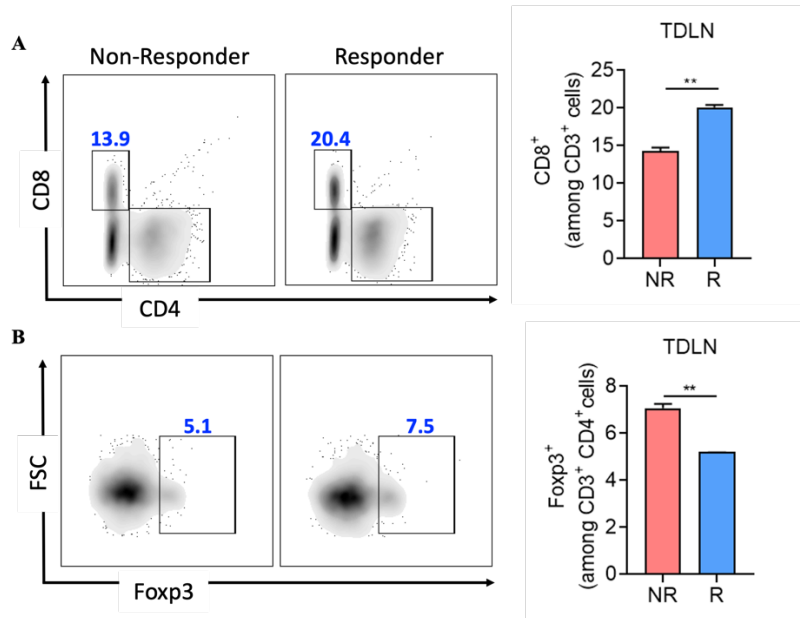 A
Non-Responder
Responder
13.9
20.4
CD8
CD4
TDLN
CD8+
(among CD3+ cells)
25
20
15
10
5
0
**
NR
R
B
5.1
7.5
FSC
Foxp3
TDLN
Foxp3+
(among CD3+ CD4+cells)
8
6
4
2
0
**
NR
R